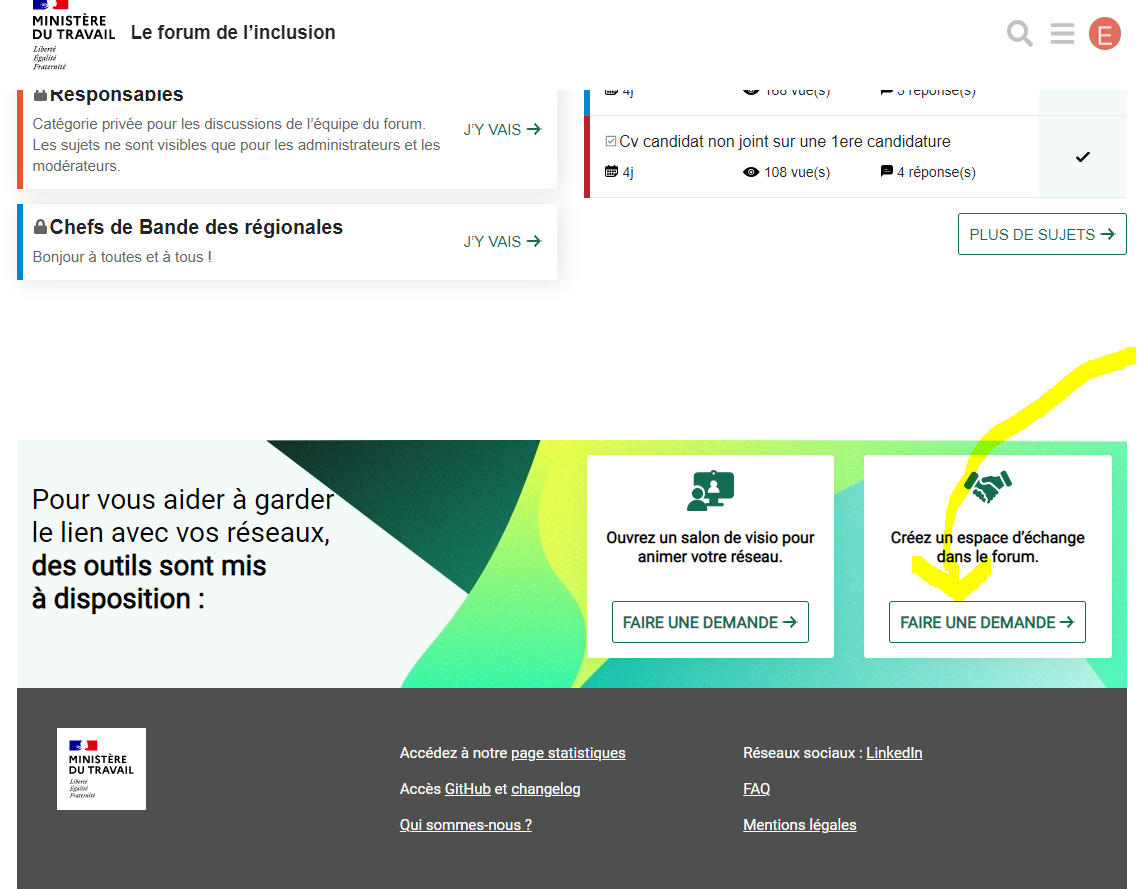 MINISTÈRE
DU TRAVAIL
Liberté
Égalité
Fraternité
Le forum de l’inclusion
E
Responsables
Catégorie privée pour les discussions de l’équipe du forum.
Les sujets ne sont visibles que pour les administrateurs et les
modérateurs.
J’Y VAIS
Chefs de Bande des régionales
Bonjour à toutes et à tous !
J’Y VAIS
4j
168 vue(s)
réponse(s)
Cv candidat non joint sur une 1ere candidature
4j
108 vue(s)
4 réponse(s)
PLUS DE SUJETS
Pour vous aider à garder
le lien avec vos réseaux,
des outils sont mis
à disposition :
Ouvrez un salon de visio pour
animer votre réseau.
FAIRE UNE DEMANDE
Créez un espace d’échange
dans le forum.
FAIRE UNE DEMANDE
MINISTÈRE
DU TRAVAIL
Liberté
Égalité
Fraternité
Accédez à notre page statistiques
Accès GitHub et changelog
Qui sommes-nous ?
Réseaux sociaux : LinkedIn
FAQ
Mentions légales